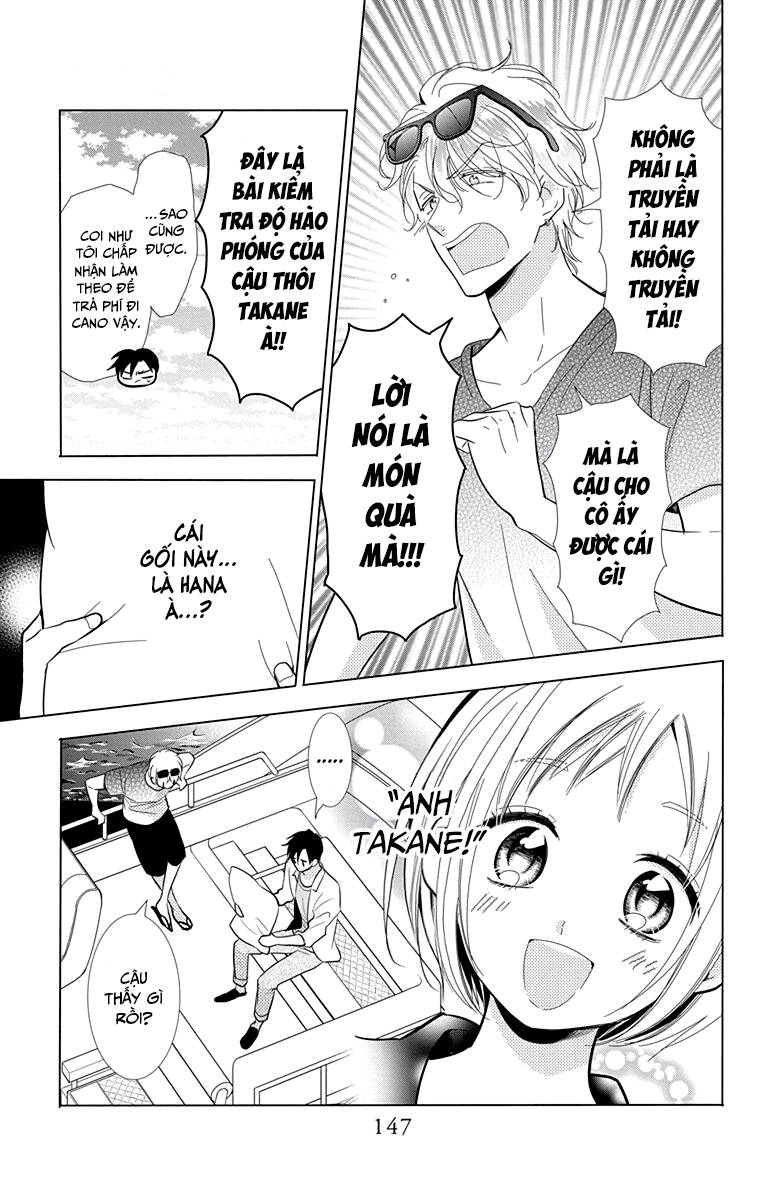 KHÔNG
PHẢI LÀ
TRUYỀN
TẢI HAY
KHÔNG
TRUYỀN
TẢI!
MÀ LÀ
CẬU CHO
CÔ ẤY
ĐƯỢC CÁI
GÌ!
LỜI
NÓI LÀ
MÓN
QUÀ
MÀ!!!
ĐÂY LÀ
BÀI KIỂM
TRA ĐỘ HÀO
PHÓNG CỦA
CẬU THÔI
TAKANE
À!!
...SAO
CŨNG
ĐƯỢC.
COI NHƯ
TÔI CHẤP
NHẬN LÀM
THEO ĐỂ
TRẢ PHÍ ĐI
CANO VẬY.
CÁI
GỐI NÀY...
LÀ HANA
À...?
"ANH
TAKANE!"
.....
CẬU
THẤY GÌ
RỒI?
147